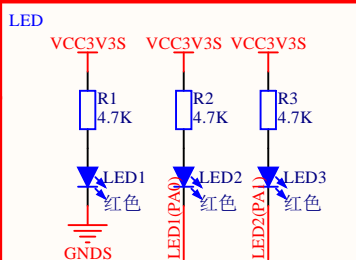 LED
VCC3V3S VCC3V3S VCC3V3S
R1 R2 R3
4.7K 4.7K 4.7K
LED1 LED2 LED3
红色 红色 红色
LED1(PA0) LED2(PA1)
GNDS